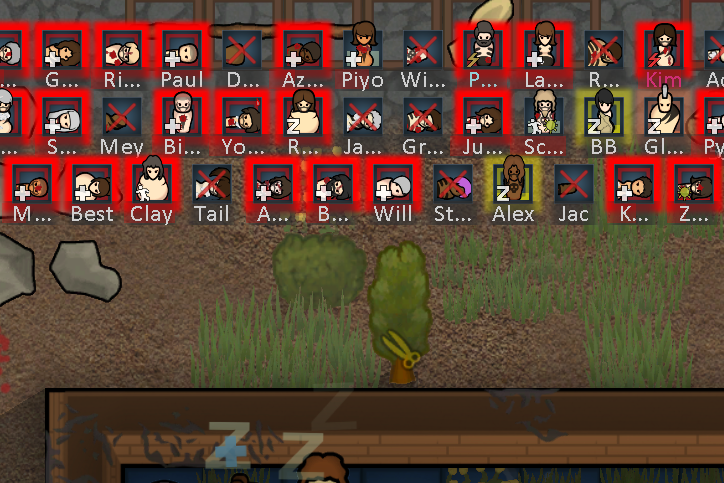 G... Ri... Paul D... Az... Piyo Wi... P... La... R... Kim Ac
S... Mey Bi... Yo... R... Ja... Gr... Ju... Sc... BB Gl... Py
M... Best Clay Tail A... B... Will St... Alex Jac K... Z...
Z
Z Z